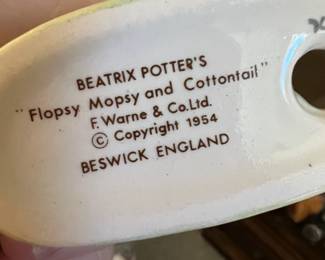 BEATRIX POTTER'S
"Flopsy Mopsy and Cottontail"
F. Warne & Co. Ltd.
© Copyright 1954
BESWICK ENGLAND